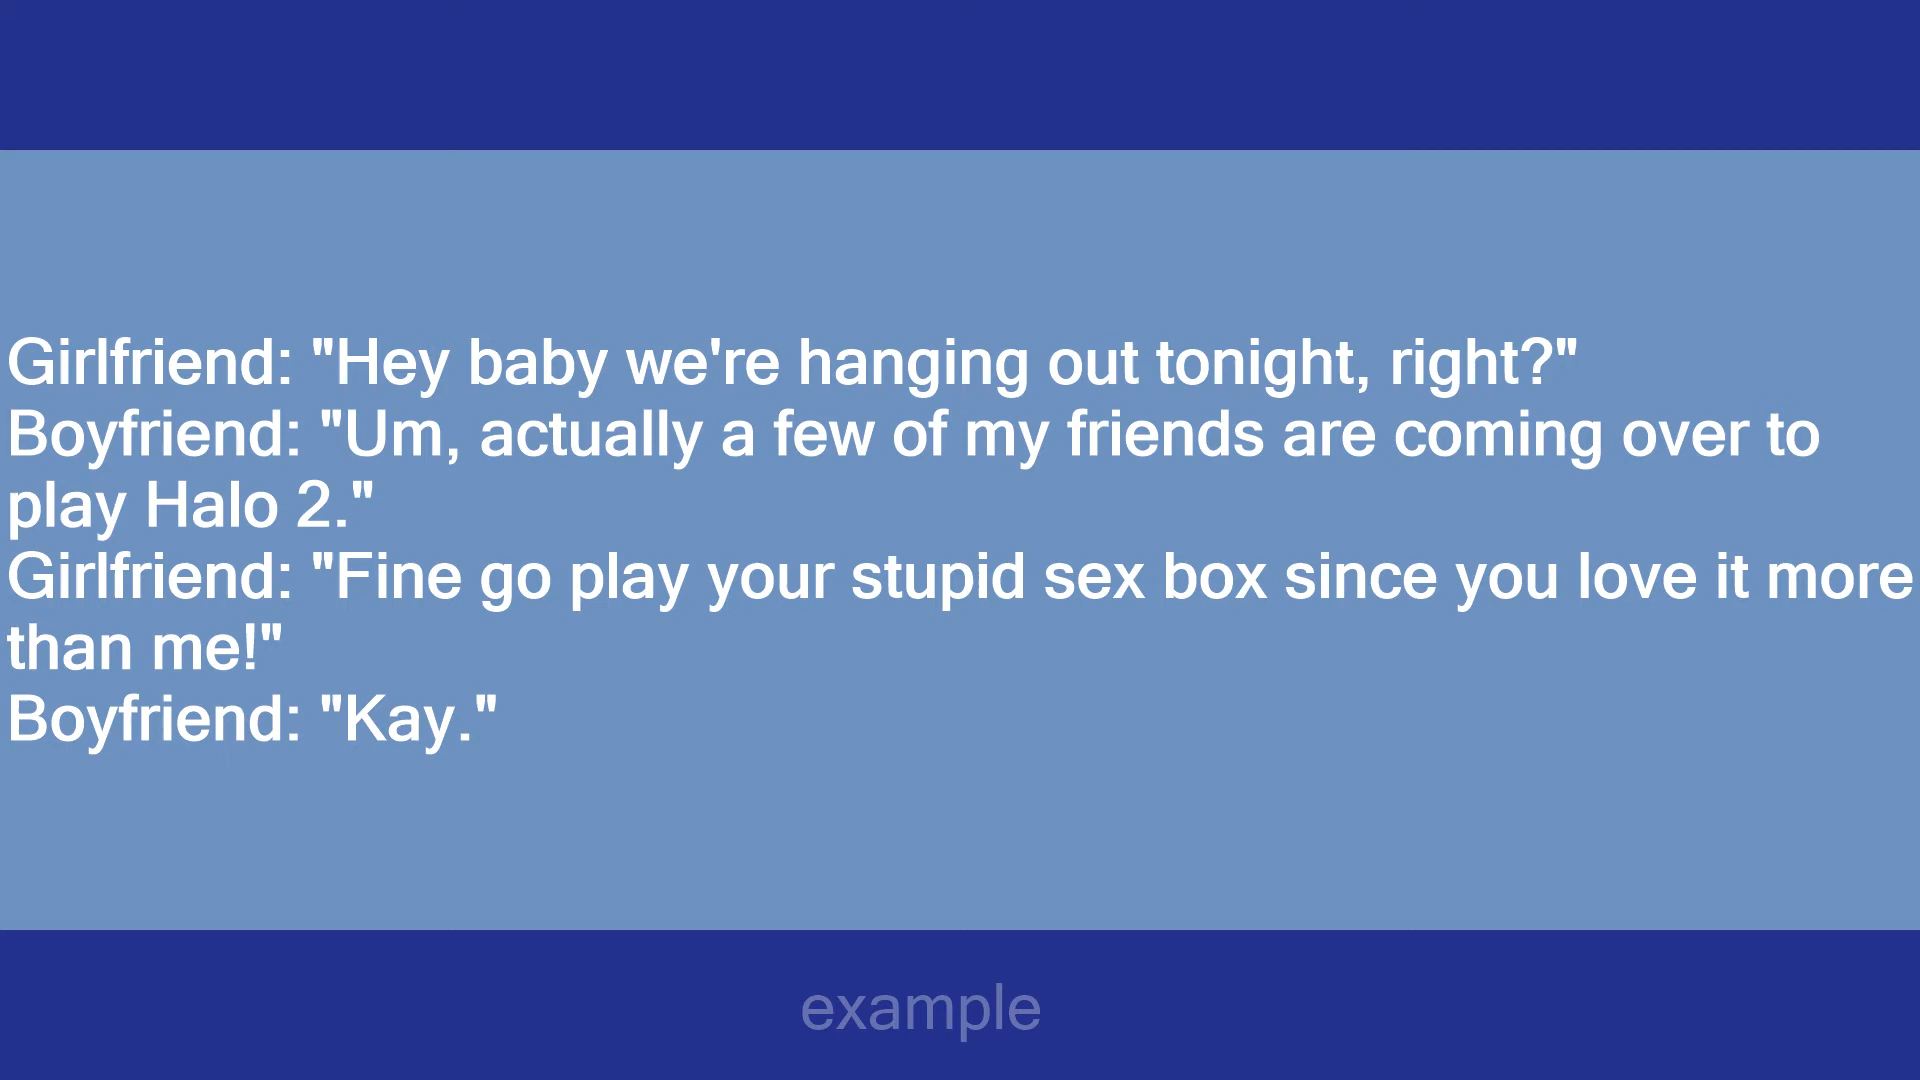 Girlfriend: "Hey baby we're hanging out tonight, right?"
Boyfriend: "Um, actually a few of my friends are coming over to
play Halo 2."
Girlfriend: "Fine go play your stupid sex box since you love it more
than me!"
Boyfriend: "Kay."
example